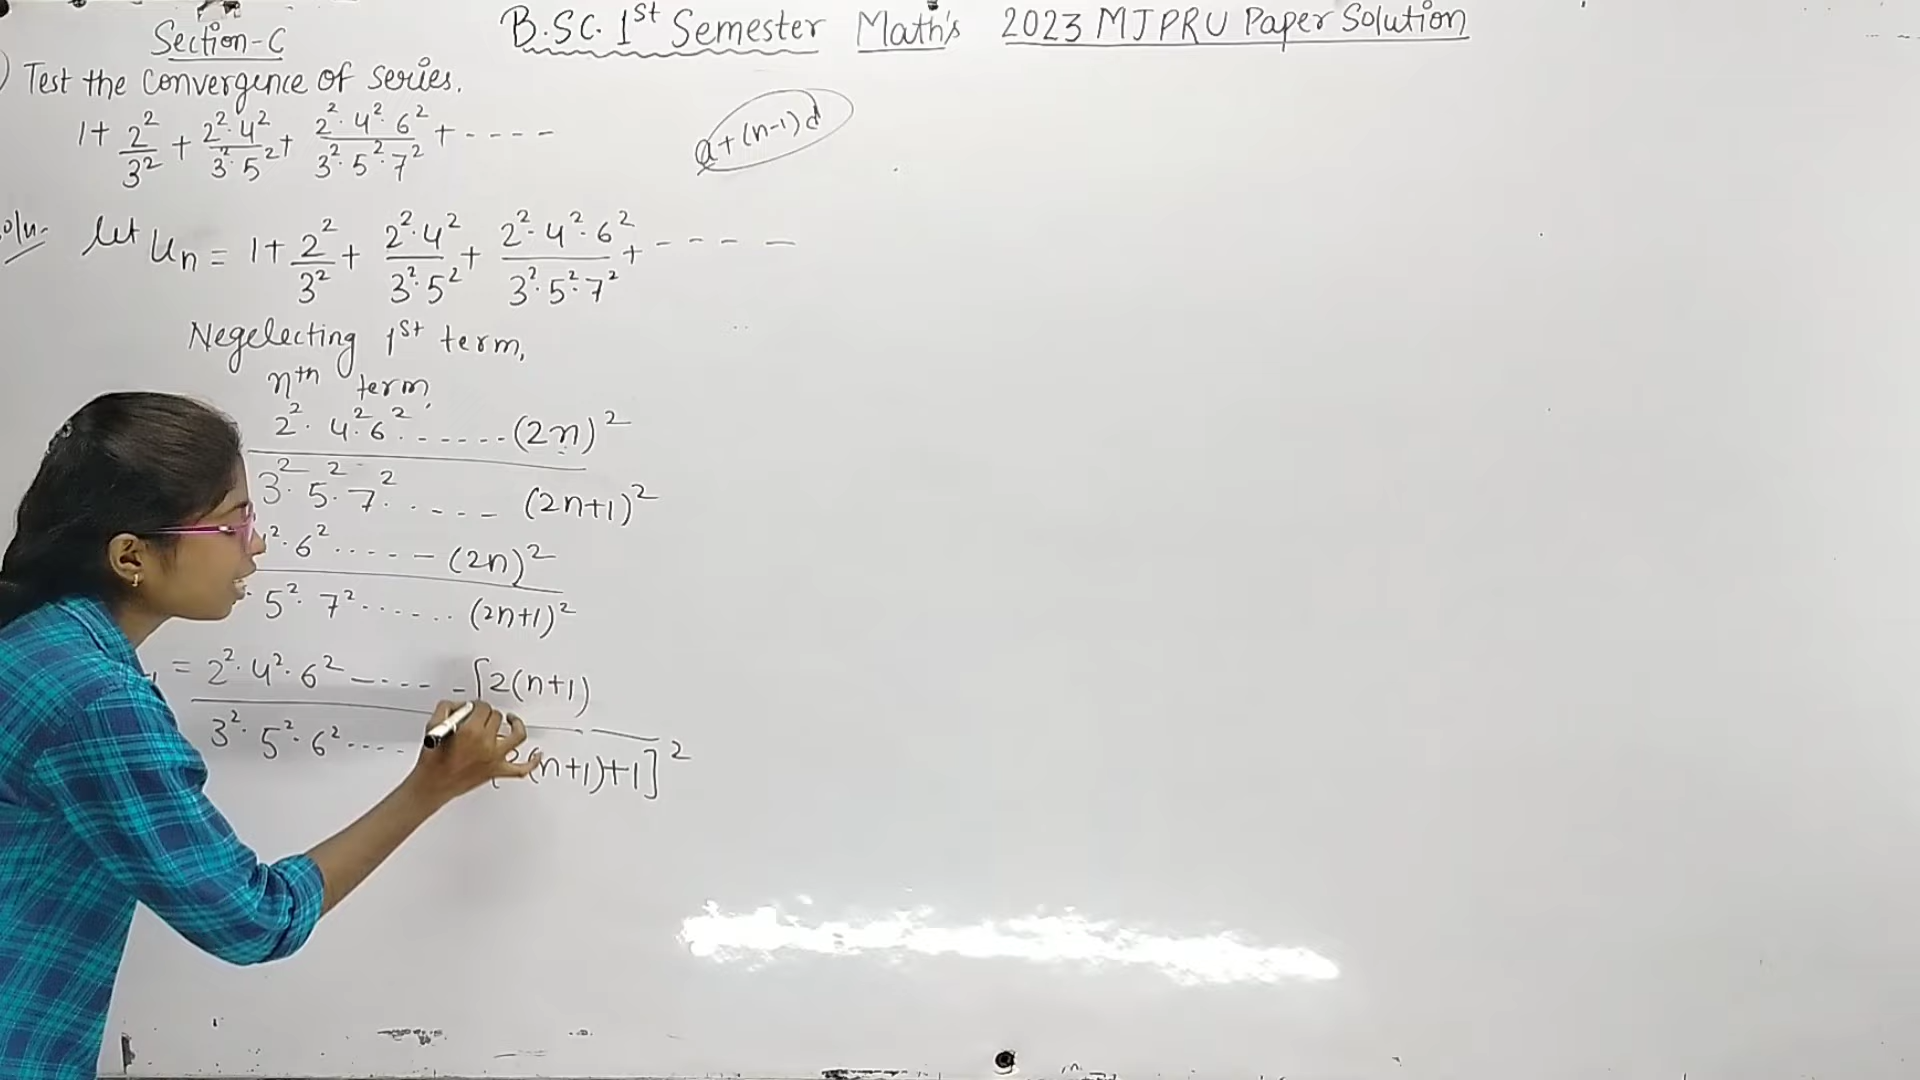 Section-C
B.SC. 1st Semester Math's 2023 MJPRU Paper Solution
) Test the Convergence of series.
1 + 2²/3² + 2²·4²/3²·5² + 2²·4²·6²/3²·5²·7² + - - - -
a+(n-1)d
Soln. let Un = 1 + 2²/3² + 2²·4²/3²·5² + 2²·4²·6²/3²·5²·7² + - - - -
Negelecting 1st term,
nth term,
2²·4²·6²· - - - - - - (2n)²
3²·5²·7²· - - - - - (2n+1)²
²·6² - - - - - (2n)²
5²·7² - - - - - - (2n+1)²
= 2²·4²·6² - - - - - [2(n+1)
3²·5²·6² - - - - (n+1)+1]²